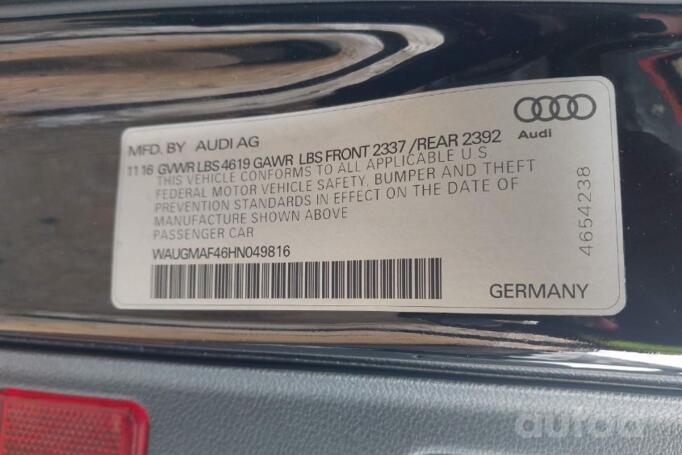 Audi
MFD. BY AUDI AG
11 16 GVWR LBS 4619 GAWR LBS FRONT 2337 / REAR 2392
THIS VEHICLE CONFORMS TO ALL APPLICABLE U.S.
FEDERAL MOTOR VEHICLE SAFETY, BUMPER AND THEFT
PREVENTION STANDARDS IN EFFECT ON THE DATE OF
MANUFACTURE SHOWN ABOVE
PASSENGER CAR
WAUGMAF46HN049816
4654238
GERMANY
autoda